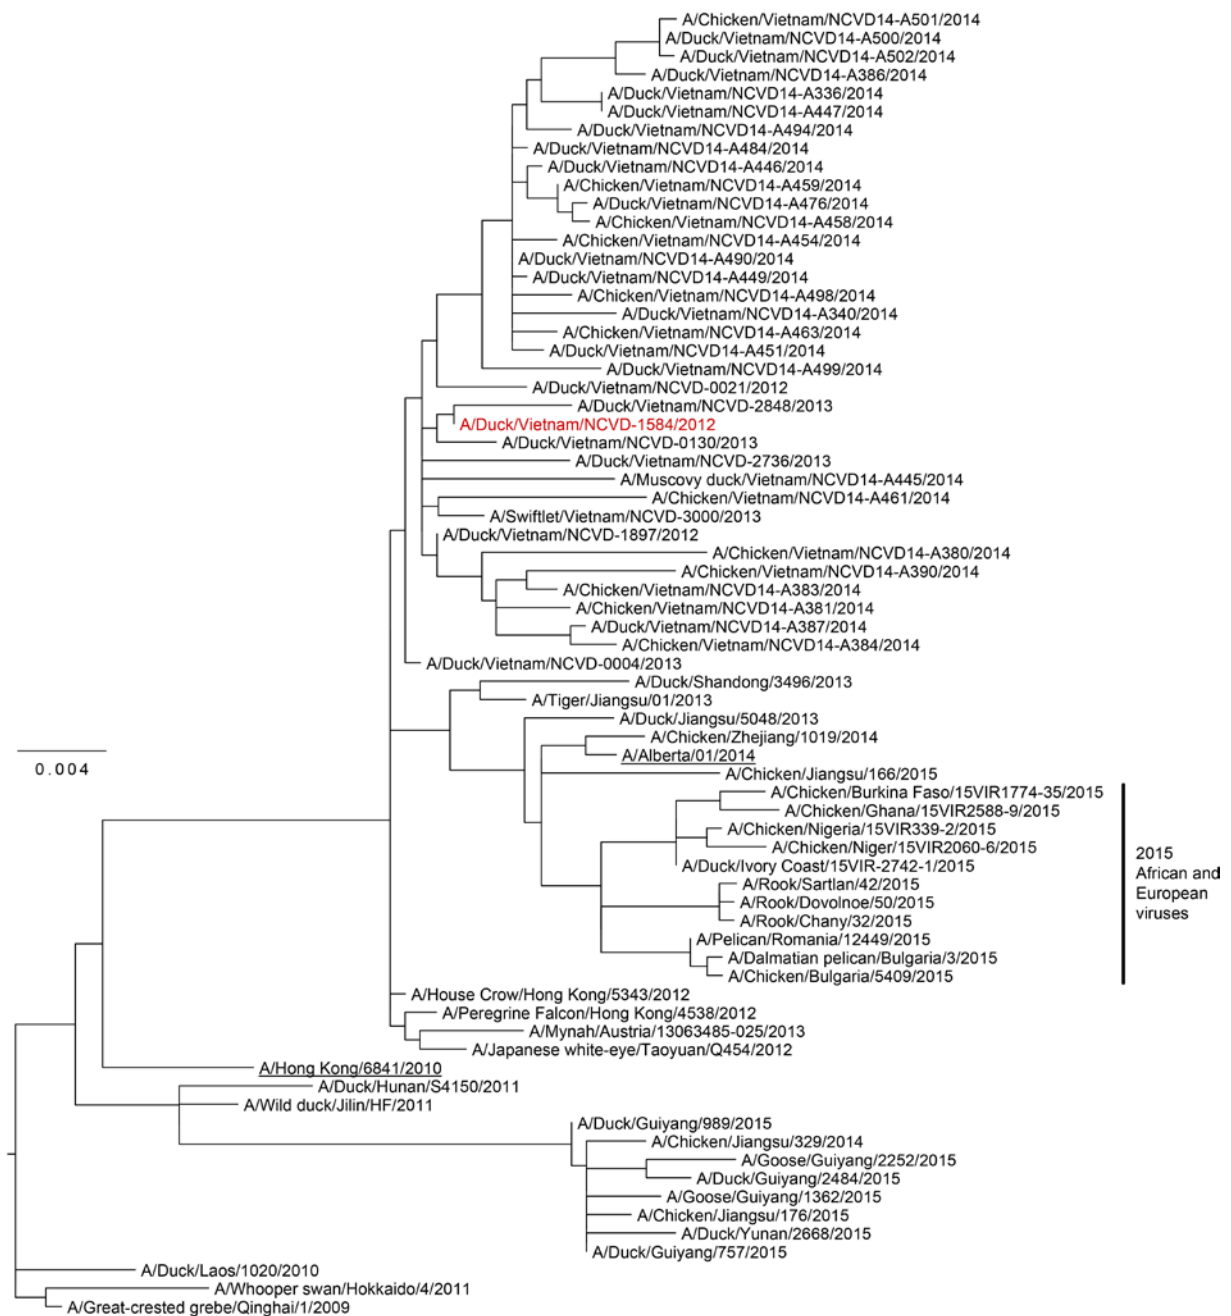 A/Chicken/Vietnam/NCVD14-A501/2014
A/Duck/Vietnam/NCVD14-A500/2014
A/Duck/Vietnam/NCVD14-A502/2014
A/Duck/Vietnam/NCVD14-A386/2014
A/Duck/Vietnam/NCVD14-A336/2014
A/Duck/Vietnam/NCVD14-A447/2014
A/Duck/Vietnam/NCVD14-A494/2014
A/Duck/Vietnam/NCVD14-A484/2014
A/Duck/Vietnam/NCVD14-A446/2014
A/Chicken/Vietnam/NCVD14-A459/2014
A/Duck/Vietnam/NCVD14-A476/2014
A/Chicken/Vietnam/NCVD14-A458/2014
A/Chicken/Vietnam/NCVD14-A454/2014
A/Duck/Vietnam/NCVD14-A490/2014
A/Duck/Vietnam/NCVD14-A449/2014
A/Chicken/Vietnam/NCVD14-A498/2014
A/Duck/Vietnam/NCVD14-A340/2014
A/Chicken/Vietnam/NCVD14-A463/2014
A/Duck/Vietnam/NCVD14-A451/2014
A/Duck/Vietnam/NCVD14-A499/2014
A/Duck/Vietnam/NCVD-0021/2012
A/Duck/Vietnam/NCVD-2848/2013
A/Duck/Vietnam/NCVD-1584/2012
A/Duck/Vietnam/NCVD-0130/2013
A/Duck/Vietnam/NCVD-2736/2013
A/Muscovy duck/Vietnam/NCVD14-A445/2014
A/Chicken/Vietnam/NCVD14-A461/2014
A/Swiftlet/Vietnam/NCVD-3000/2013
A/Duck/Vietnam/NCVD-1897/2012
A/Chicken/Vietnam/NCVD14-A380/2014
A/Chicken/Vietnam/NCVD14-A390/2014
A/Chicken/Vietnam/NCVD14-A383/2014
A/Chicken/Vietnam/NCVD14-A381/2014
A/Duck/Vietnam/NCVD14-A387/2014
A/Chicken/Vietnam/NCVD14-A384/2014
A/Duck/Vietnam/NCVD-0004/2013
A/Duck/Shandong/3496/2013
A/Tiger/Jiangsu/01/2013
A/Duck/Jiangsu/5048/2013
A/Chicken/Zhejiang/1019/2014
A/Alberta/01/2014
0.004
A/Chicken/Jiangsu/166/2015
A/Chicken/Burkina Faso/15VIR1774-35/2015
A/Chicken/Ghana/15VIR2588-9/2015
A/Chicken/Nigeria/15VIR339-2/2015
A/Chicken/Niger/15VIR2060-6/2015
A/Duck/Ivory Coast/15VIR-2742-1/2015
A/Rook/Sartlan/42/2015
A/Rook/Dovolnoe/50/2015
A/Rook/Chany/32/2015
A/Pelican/Romania/12449/2015
A/Dalmatian pelican/Bulgaria/3/2015
A/Chicken/Bulgaria/5409/2015
2015
African and
European
viruses
A/House Crow/Hong Kong/5343/2012
A/Peregrine Falcon/Hong Kong/4538/2012
A/Mynah/Austria/13063485-025/2013
A/Japanese white-eye/Taoyuan/Q454/2012
A/Hong Kong/6841/2010
A/Duck/Hunan/S4150/2011
A/Wild duck/Jilin/HF/2011
A/Duck/Guiyang/989/2015
A/Chicken/Jiangsu/329/2014
A/Goose/Guiyang/2252/2015
A/Duck/Guiyang/2484/2015
A/Goose/Guiyang/1362/2015
A/Chicken/Jiangsu/176/2015
A/Duck/Yunan/2668/2015
A/Duck/Guiyang/757/2015
A/Duck/Laos/1020/2010
A/Whooper swan/Hokkaido/4/2011
A/Great-crested grebe/Qinghai/1/2009